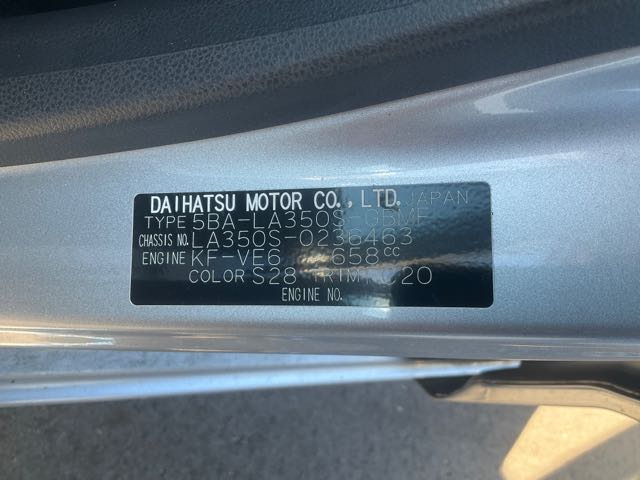 DAIHATSU MOTOR CO., LTD. JAPAN
TYPE 5BA-LA350S-GBMF
CHASSIS NO. LA350S-0236463
ENGINE KF-VE6 658cc
COLOR S28 TRIM
ENGINE NO.